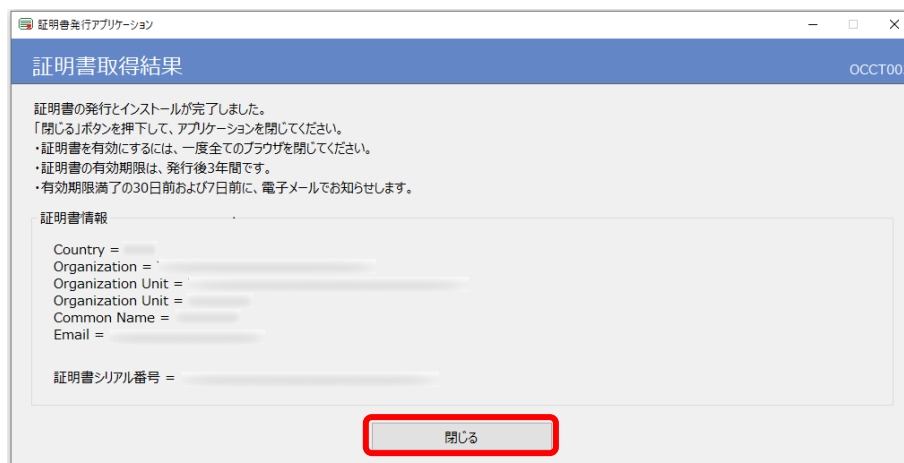 証明書発行アプリケーション
証明書取得結果
OCCT00
証明書の発行とインストールが完了しました。
「閉じる」ボタンを押下して、アプリケーションを閉じてください。
・証明書を有効にするには、一度全てのブラウザを閉じてください。
・証明書の有効期限は、発行後3年間です。
・有効期限満了の30日前および7日前に、電子メールでお知らせします。
証明書情報
Country =
Organization =
Organization Unit =
Organization Unit =
Common Name =
Email =
証明書シリアル番号 =
閉じる